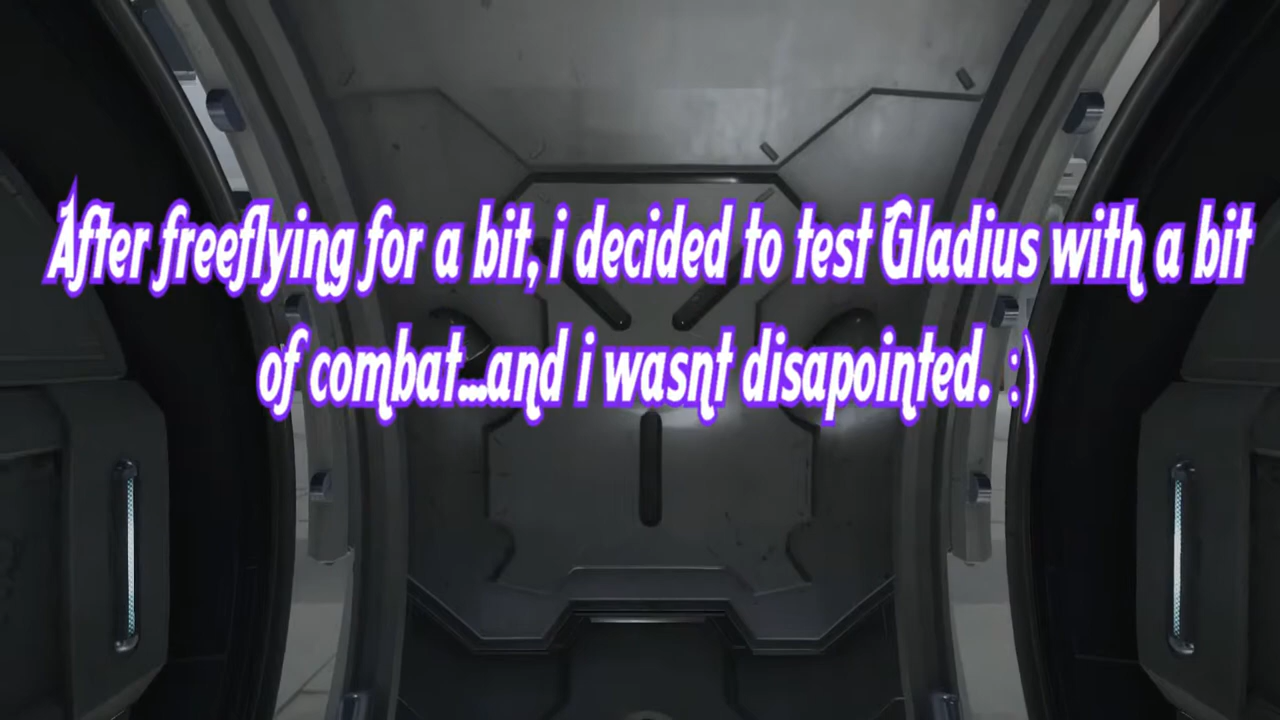 After freeflying for a bit, i decided to test Gladius with a bit
of combat...and i wasnt disapointed. :)